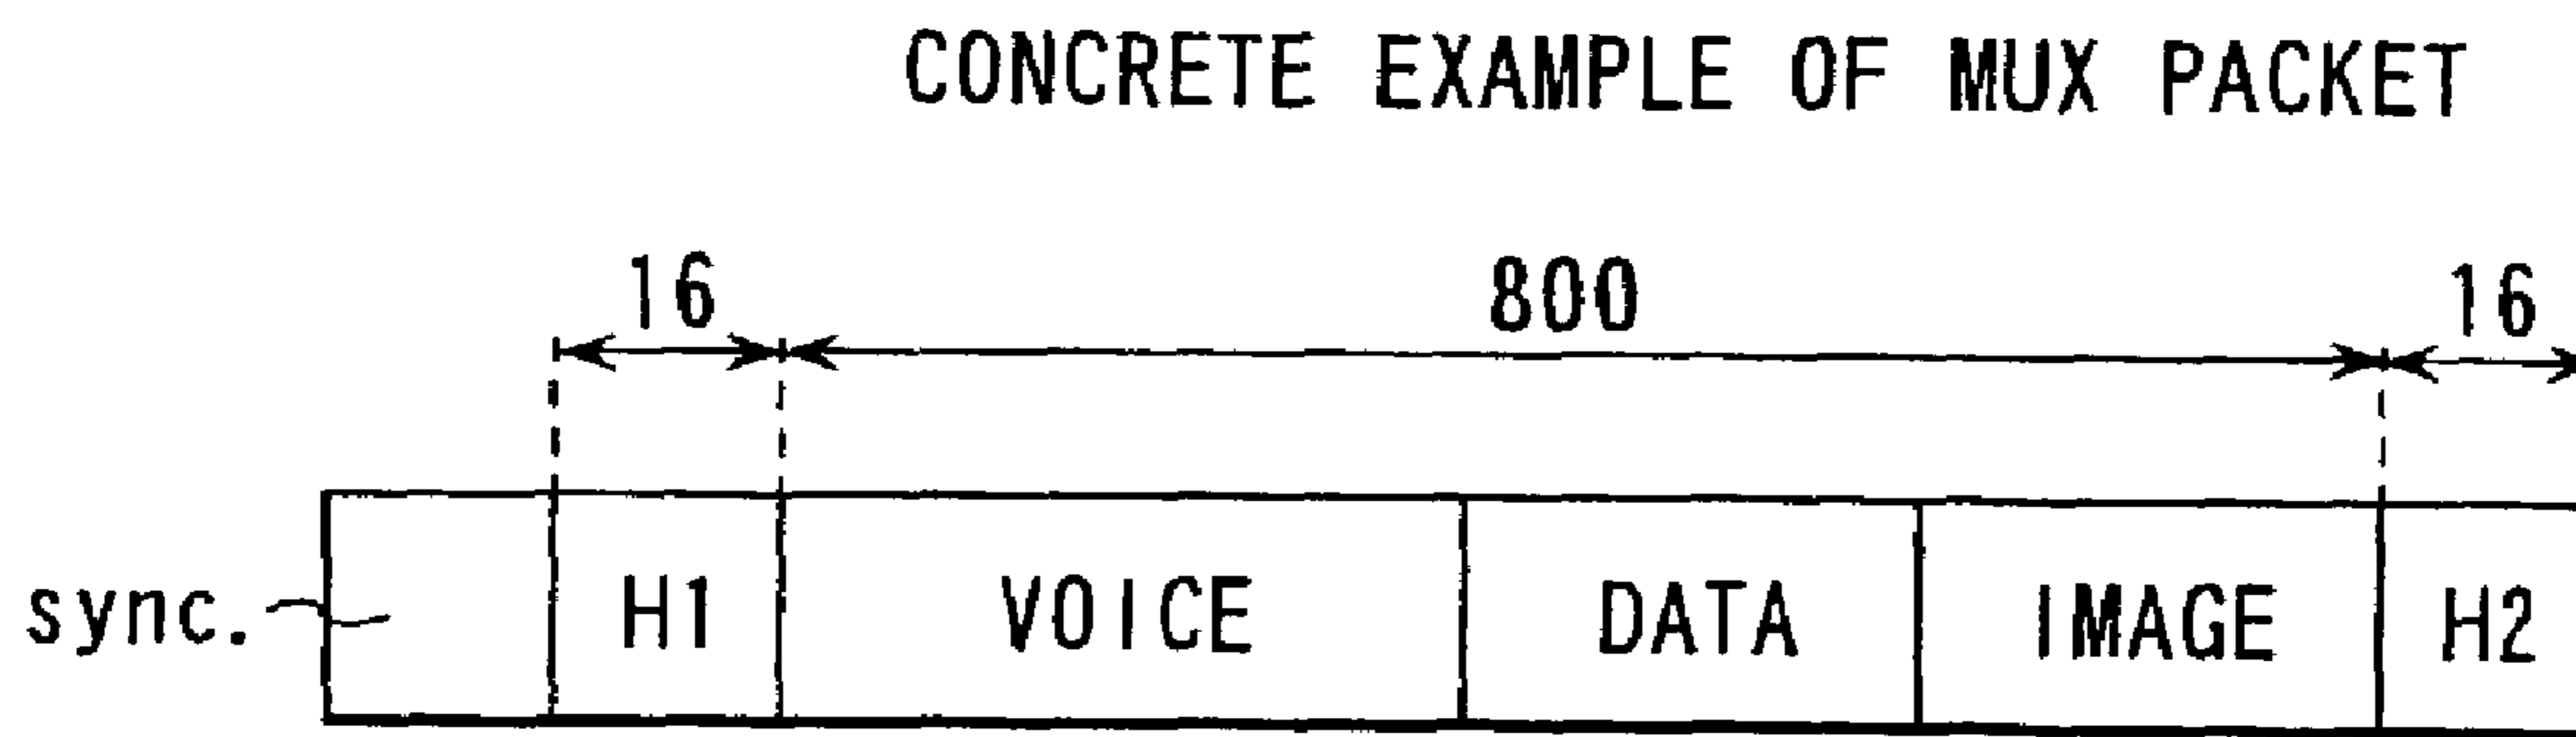 CONCRETE EXAMPLE OF MUX PACKET
16 800 16
sync. H1 VOICE DATA IMAGE H2